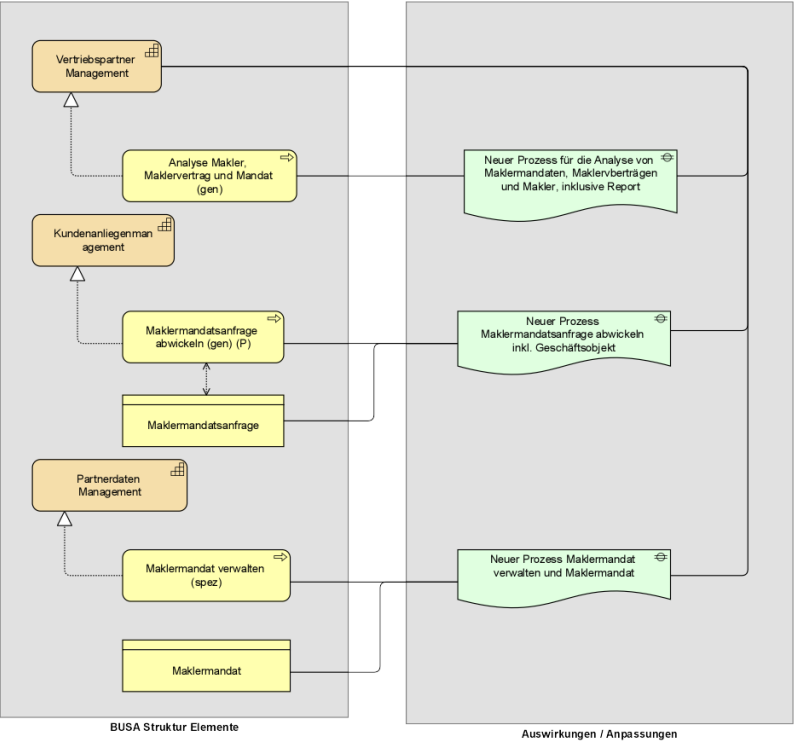 Vertriebspartner
Management
Analyse Makler,
Maklervertrag und Mandat
(gen)
Neuer Prozess für die Analyse von
Maklermandaten, Maklvberträgen
und Makler, inklusive Report
Kundenanliegenman
agement
Maklermandatsanfrage
abwickeln (gen) (P)
Neuer Prozess
Maklermandatsanfrage abwickeln
inkl. Geschäftsobjekt
Maklermandatsanfrage
Partnerdaten
Management
Maklermandat verwalten
(spez)
Neuer Prozess Maklermandat
verwalten und Maklermandat
Maklermandat
BUSA Struktur Elemente
Auswirkungen / Anpassungen